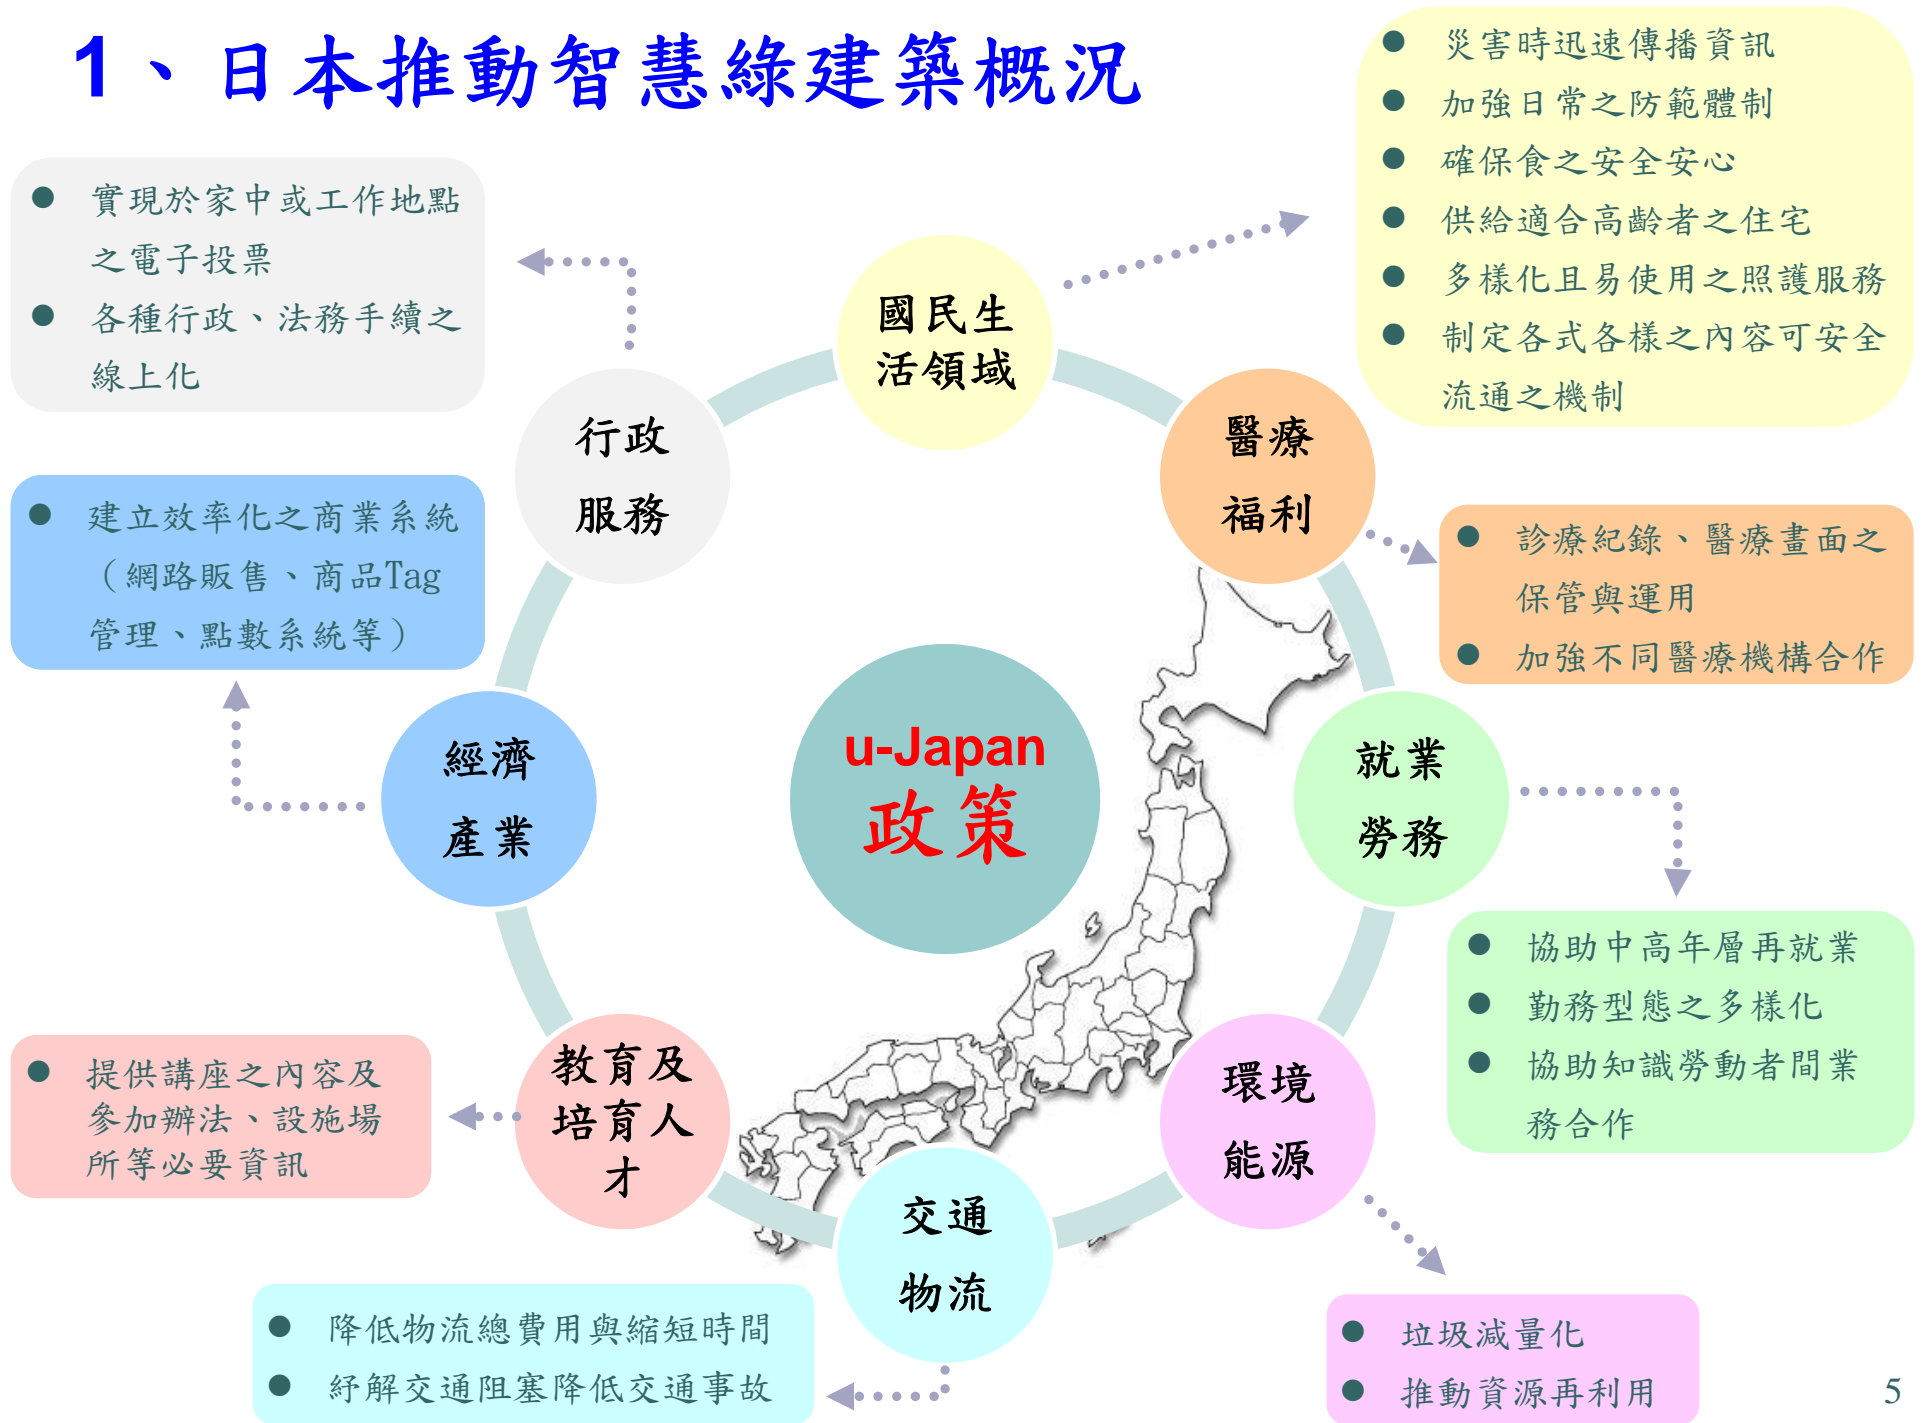 1、日本推動智慧綠建築概況
災害時迅速傳播資訊
加強日常之防範體制
確保食之安全安心
供給適合高齡者之住宅
多樣化且易使用之照護服務
制定各式各樣之內容可安全
流通之機制
實現於家中或工作地點
之電子投票
各種行政、法務手續之
線上化
國民生
活領域
行政
服務
醫療
福利
建立效率化之商業系統
（網路販售、商品Tag
管理、點數系統等）
診療紀錄、醫療畫面之
保管與運用
加強不同醫療機構合作
經濟
產業
u-Japan
政策
就業
勞務
協助中高年層再就業
勤務型態之多樣化
協助知識勞動者間業
務合作
提供講座之內容及
參加辦法、設施場
所等必要資訊
教育及
培育人
才
環境
能源
交通
物流
降低物流總費用與縮短時間
紓解交通阻塞降低交通事故
垃圾減量化
推動資源再利用
5